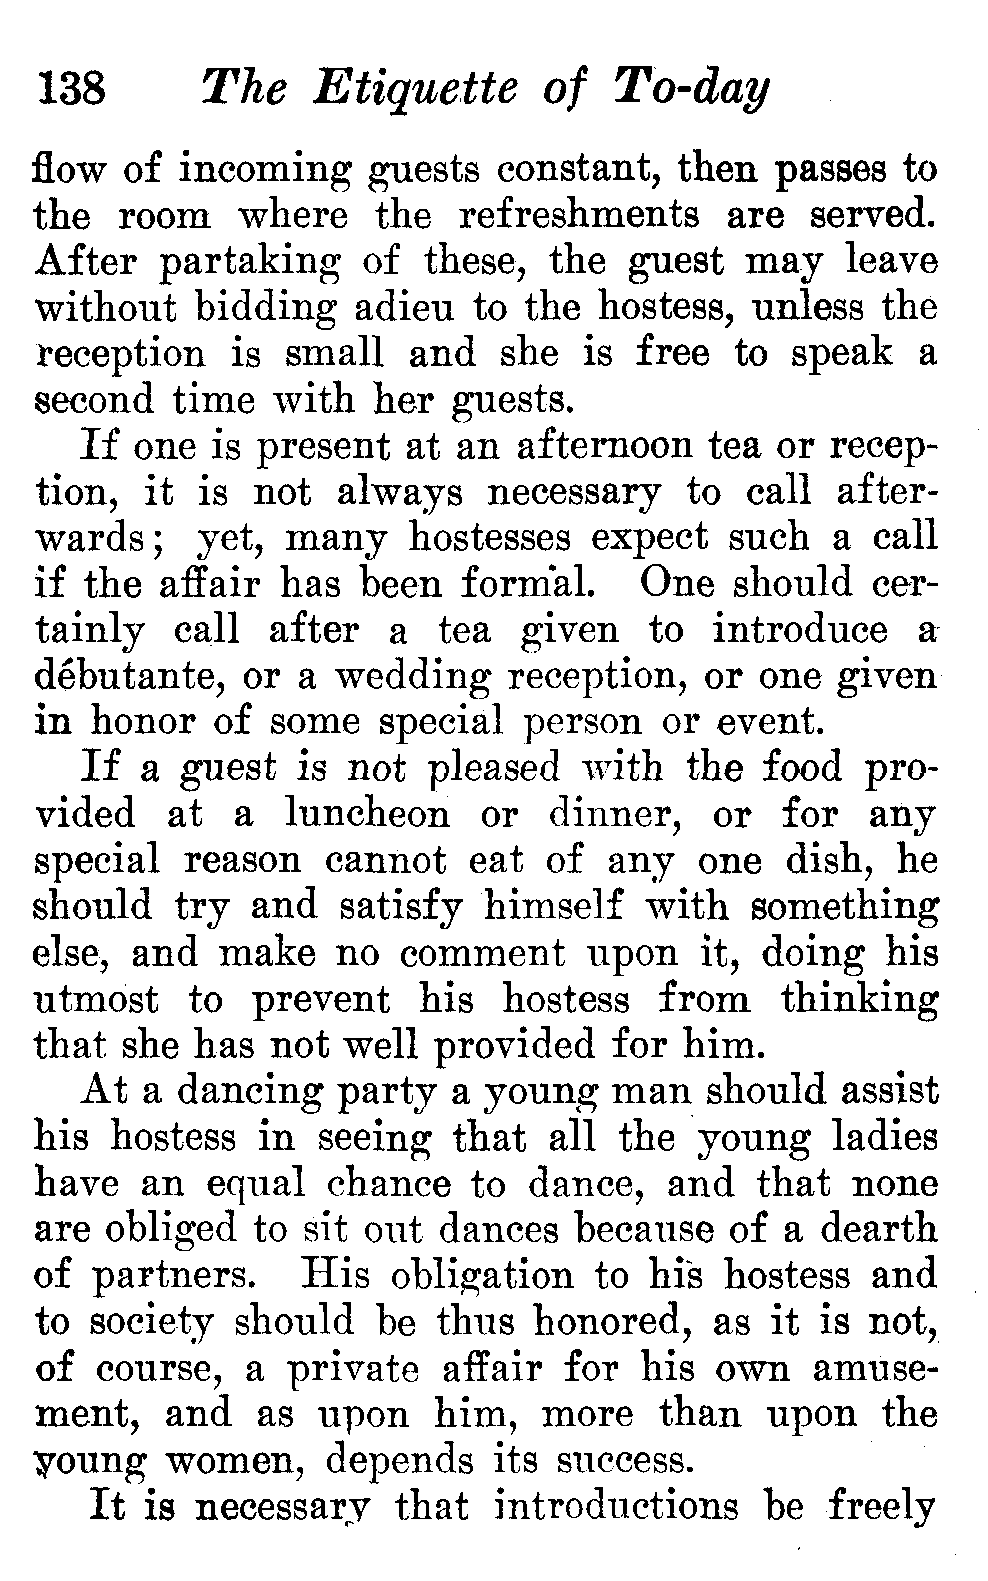 138 The Etiquette of To-day
flow of incoming guests constant, then passes to
the room where the refreshments are served.
After partaking of these, the guest may leave
without bidding adieu to the hostess, unless the
reception is small and she is free to speak a
second time with her guests.
If one is present at an afternoon tea or recep-
tion, it is not always necessary to call after-
wards; yet, many hostesses expect such a call
if the affair has been formal. One should cer-
tainly call after a tea given to introduce a
débutante, or a wedding reception, or one given
in honor of some special person or event.
If a guest is not pleased with the food pro-
vided at a luncheon or dinner, or for any
special reason cannot eat of any one dish, he
should try and satisfy himself with something
else, and make no comment upon it, doing his
utmost to prevent his hostess from thinking
that she has not well provided for him.
At a dancing party a young man should assist
his hostess in seeing that all the young ladies
have an equal chance to dance, and that none
are obliged to sit out dances because of a dearth
of partners. His obligation to his hostess and
to society should be thus honored, as it is not,
of course, a private affair for his own amuse-
ment, and as upon him, more than upon the
young women, depends its success.
It is necessary that introductions be freely